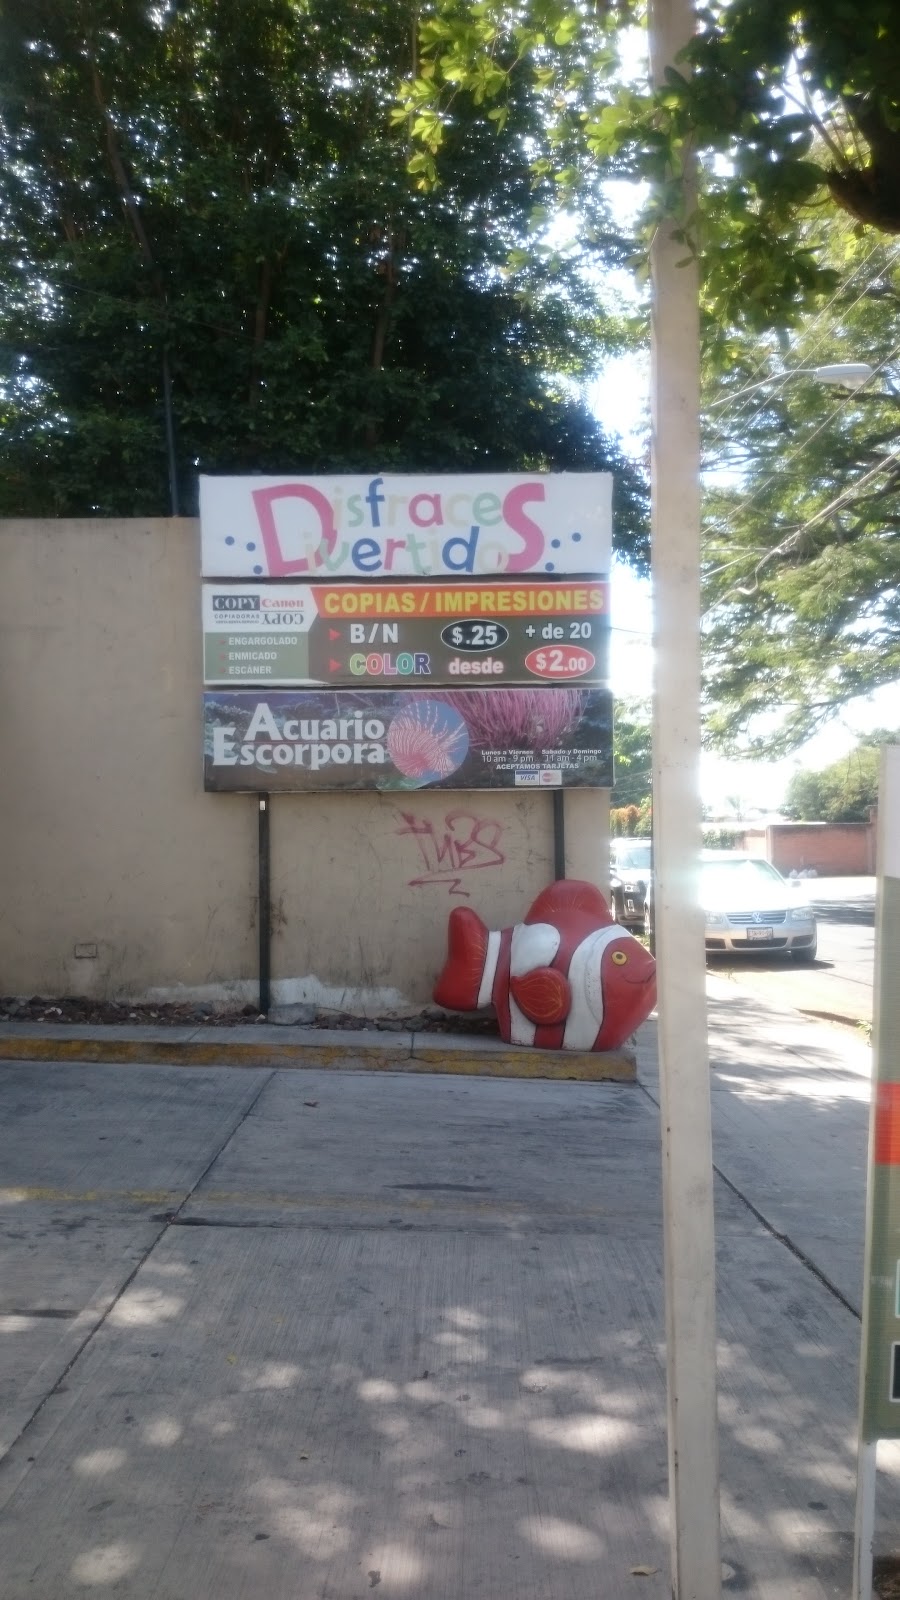 Disfraces
Divertidos
COPY Canon
COPIADORAS COPY
COPIAS / IMPRESIONES
ENGARGOLADO
ENMICADO
ESCÁNER
B/N $.25 + de 20
COLOR desde $2.00
Acuario
Escorpora
Lunes a Viernes Sabado y Domingo
10 am - 9 pm 11 am - 4 pm
ACEPTAMOS TARJETAS
VISA